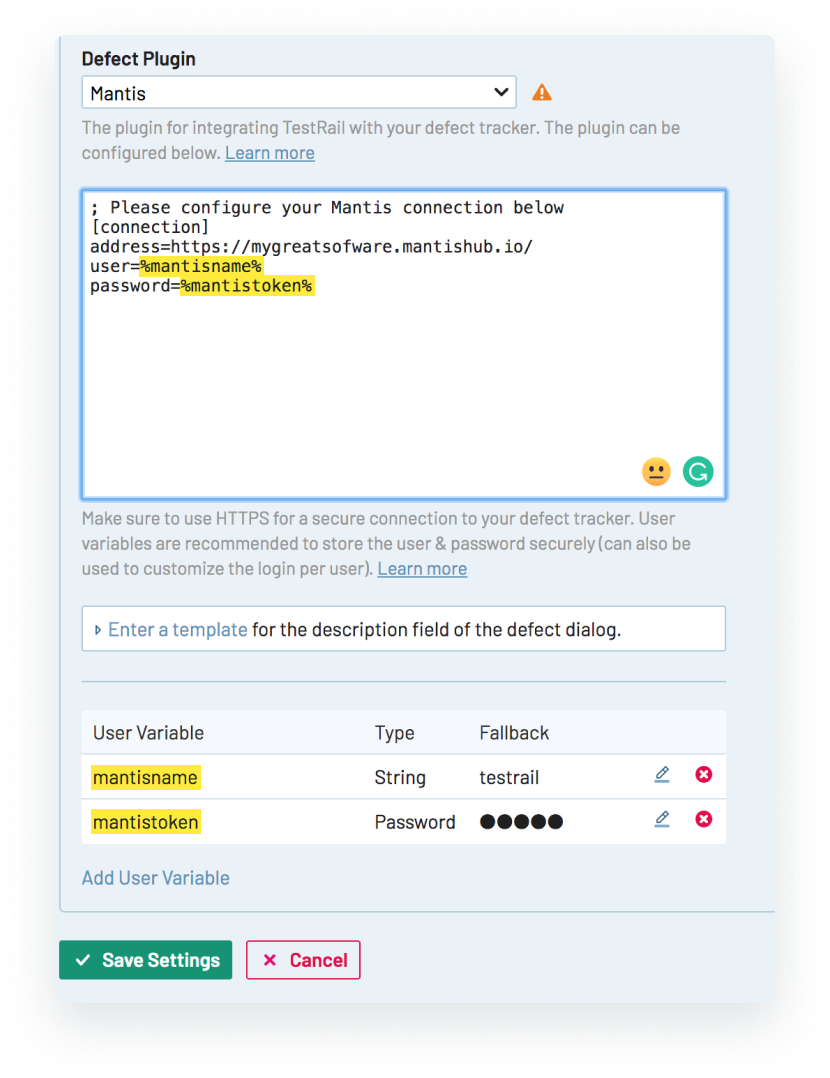 Defect Plugin
Mantis
The plugin for integrating TestRail with your defect tracker. The plugin can be
configured below. Learn more
; Please configure your Mantis connection below
[connection]
address=https://mygreatsofware.mantishub.io/
user=%mantisname%
password=%mantistoken%
Make sure to use HTTPS for a secure connection to your defect tracker. User
variables are recommended to store the user & password securely (can also be
used to customize the login per user). Learn more
Enter a template for the description field of the defect dialog.
User Variable Type Fallback
mantisname String testrail
mantistoken Password ●●●●●
Add User Variable
Save Settings Cancel